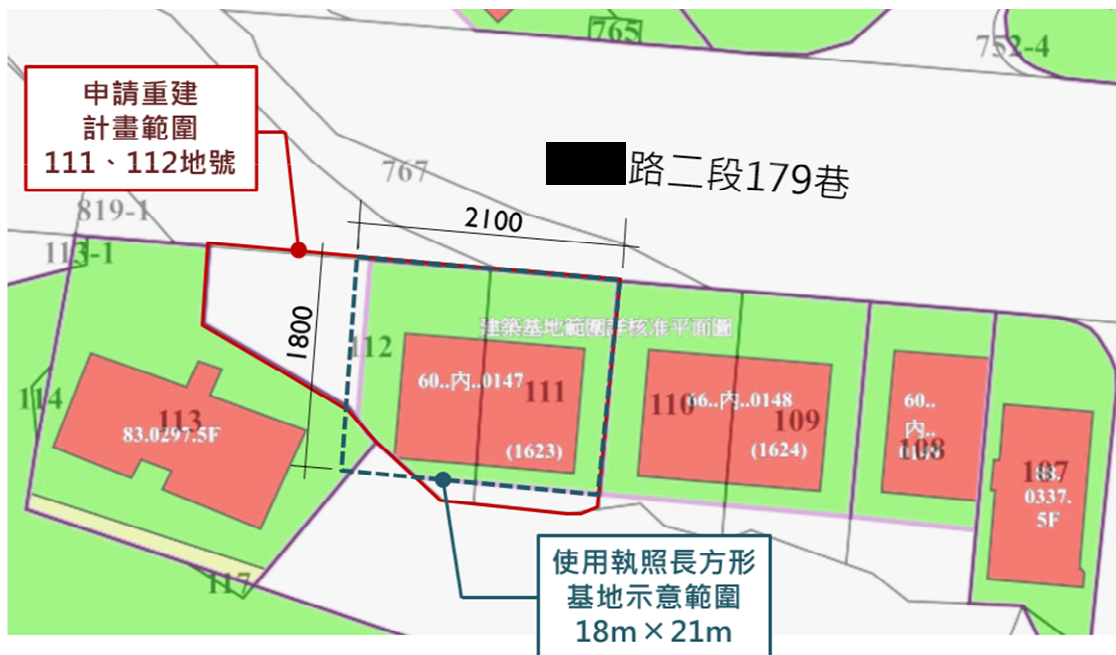 765
752-4
申請重建
計畫範圍
111、112地號
767
路二段179巷
819-1
2100
113-1
1800
建築基地範圍詳核准平面圖
112
60..內..0147
111
(1623)
110
66..內..0148
109
(1624)
60..
內..
108
107
88.
0337.
5F
114
113
83.0297.5F
117
使用執照長方形
基地示意範圍
18m×21m